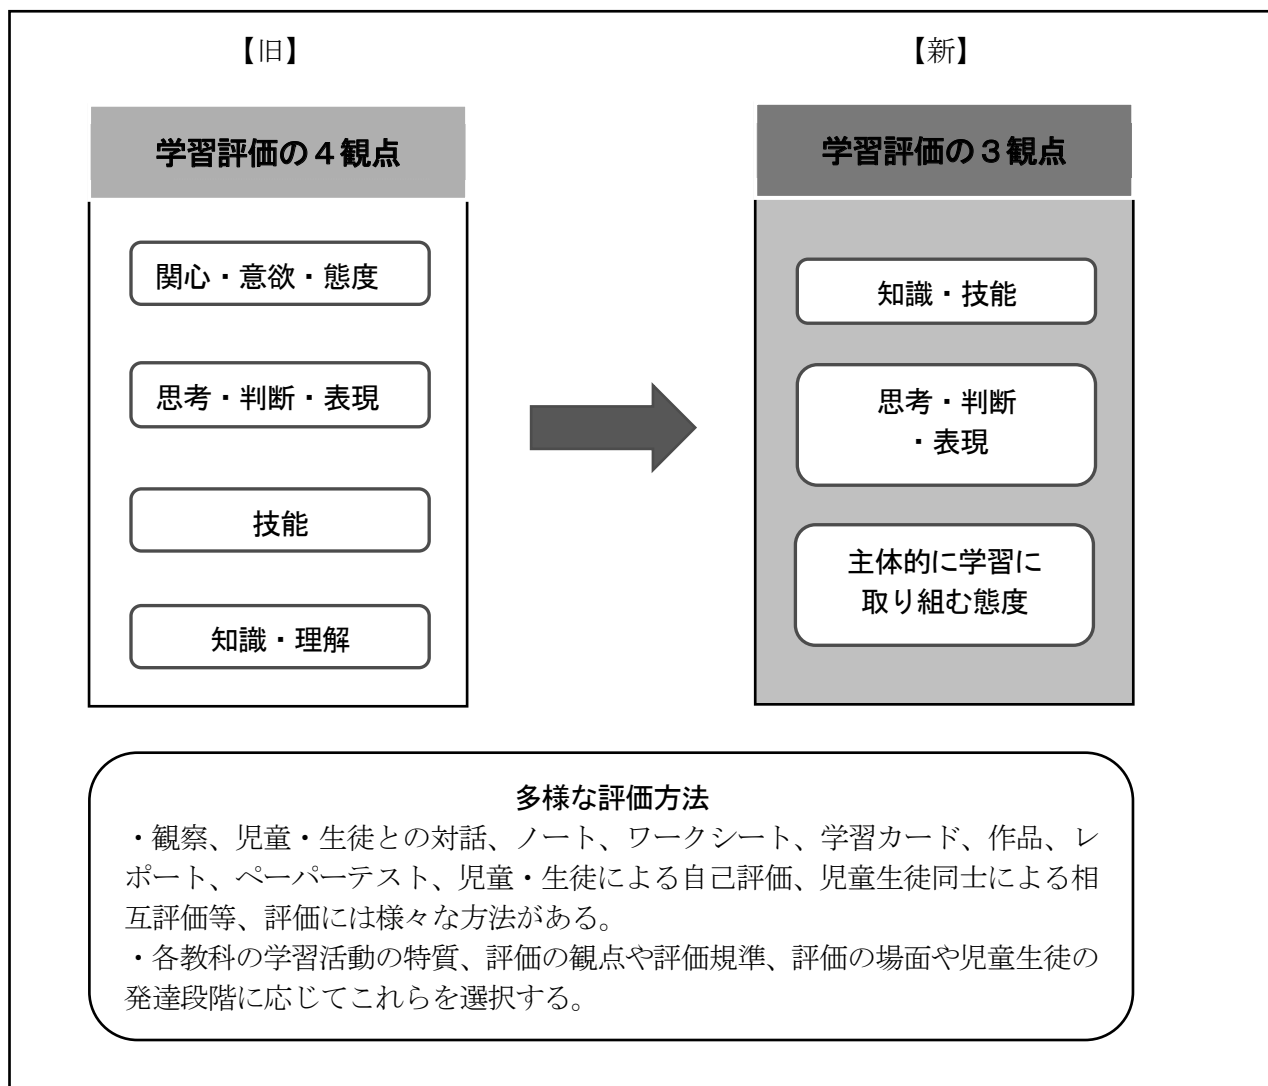 【旧】
学習評価の４観点
関心・意欲・態度
思考・判断・表現
技能
知識・理解
【新】
学習評価の３観点
知識・技能
思考・判断
・表現
主体的に学習に
取り組む態度
多様な評価方法
・観察、児童・生徒との対話、ノート、ワークシート、学習カード、作品、レ
ポート、ペーパーテスト、児童・生徒による自己評価、児童生徒同士による相
互評価等、評価には様々な方法がある。
・各教科の学習活動の特質、評価の観点や評価規準、評価の場面や児童生徒の
発達段階に応じてこれらを選択する。